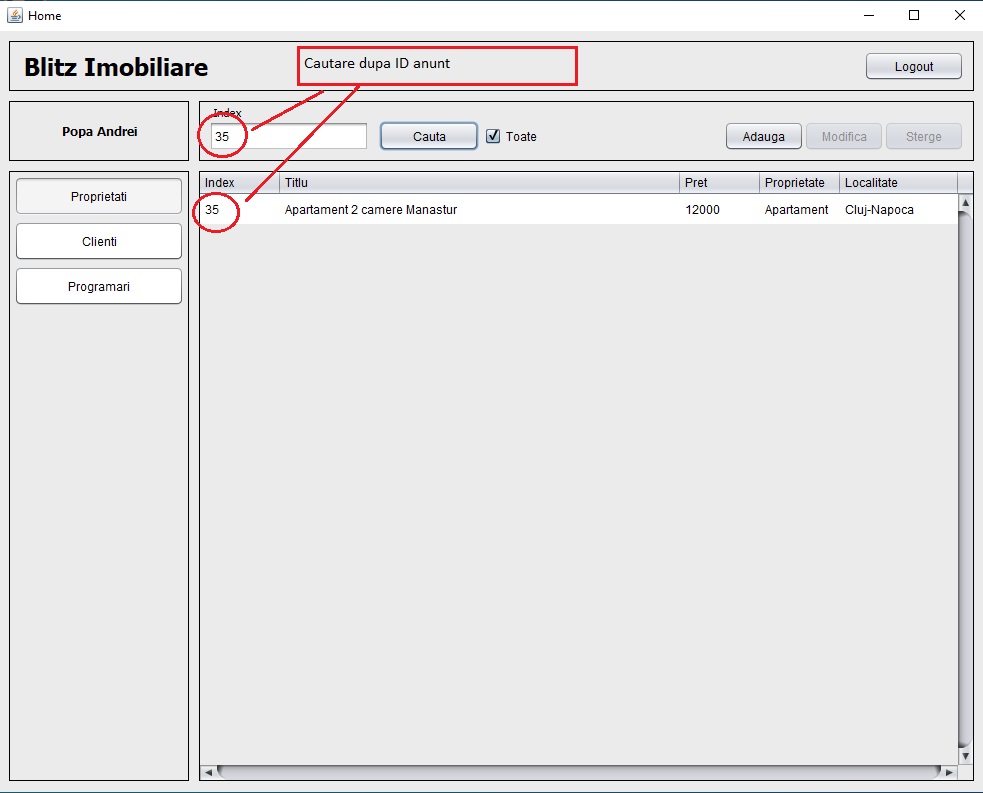 Home
Blitz Imobiliare
Cautare dupa ID anunt
Logout
Popa Andrei
Index
35
Cauta
Toate
Adauga
Modifica
Sterge
Proprietati
Clienti
Programari
Index Titlu Pret Proprietate Localitate
35 Apartament 2 camere Manastur 12000 Apartament Cluj-Napoca